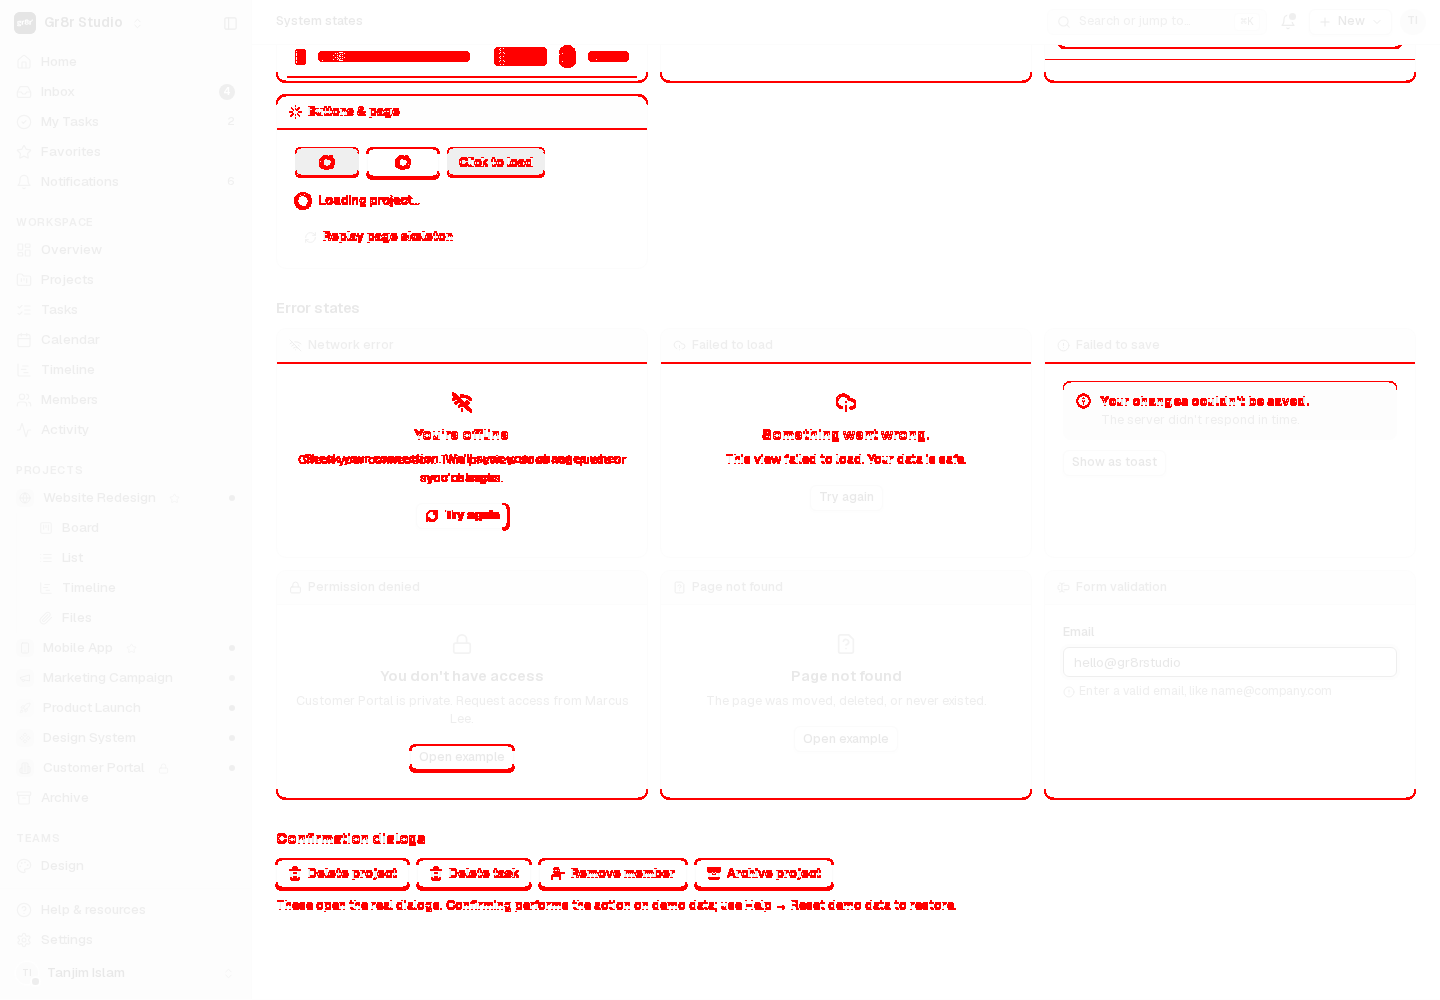 gr8r Gr8r Studio
System states
Search or jump to...
⌘K
New
TI
Home
Inbox 4
My Tasks 2
Favorites
Notifications 6
WORKSPACE
Overview
Projects
Tasks
Calendar
Timeline
Members
Activity
PROJECTS
Website Redesign
Board
List
Timeline
Files
Mobile App
Marketing Campaign
Product Launch
Design System
Customer Portal
Archive
TEAMS
Design
Help & resources
Settings
TI Tanjim Islam
Buttons & page
Click to load
Loading project...
Replay page skeleton
Error states
Network error
You're offline
sync changes.
Try again
Failed to load
Something went wrong.
This view failed to load. Your data is safe.
Try again
Failed to save
Your changes couldn't be saved.
The server didn't respond in time.
Show as toast
Permission denied
You don't have access
Customer Portal is private. Request access from Marcus
Lee.
Open example
Page not found
Page not found
The page was moved, deleted, or never existed.
Open example
Form validation
Email
hello@gr8rstudio
Enter a valid email, like name@company.com
Confirmation dialogs
Delete project
Delete task
Remove member
Archive project
These open the real dialogs. Confirming performs the action on demo data; use Help → Reset demo data to restore.